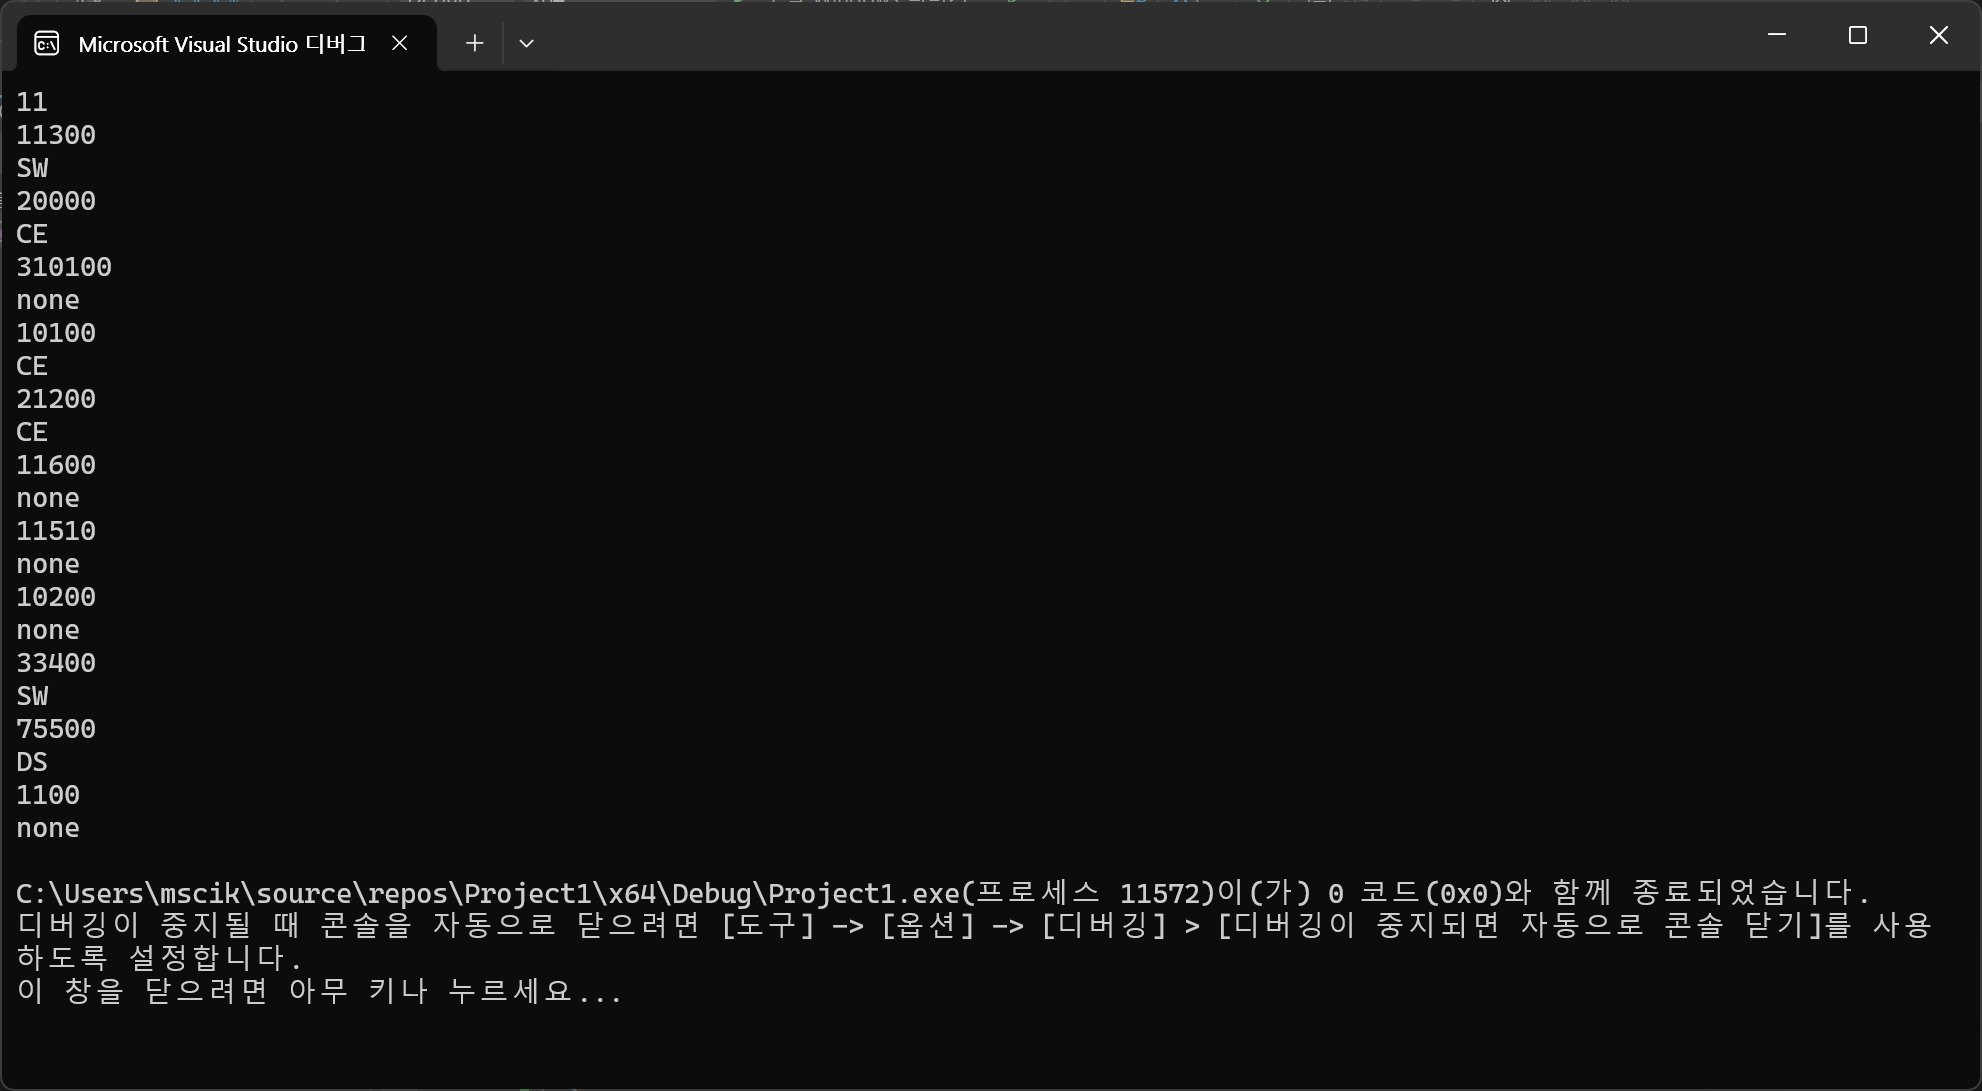 Microsoft Visual Studio 디버그
11
11300
SW
20000
CE
310100
none
10100
CE
21200
CE
11600
none
11510
none
10200
none
33400
SW
75500
DS
1100
none
C:\Users\mscik\source\repos\Project1\x64\Debug\Project1.exe(프로세스 11572)이(가) 0 코드(0x0)와 함께 종료되었습니다.
디버깅이 중지될 때 콘솔을 자동으로 닫으려면 [도구] -> [옵션] -> [디버깅] > [디버깅이 중지되면 자동으로 콘솔 닫기]를 사용
하도록 설정합니다.
이 창을 닫으려면 아무 키나 누르세요...